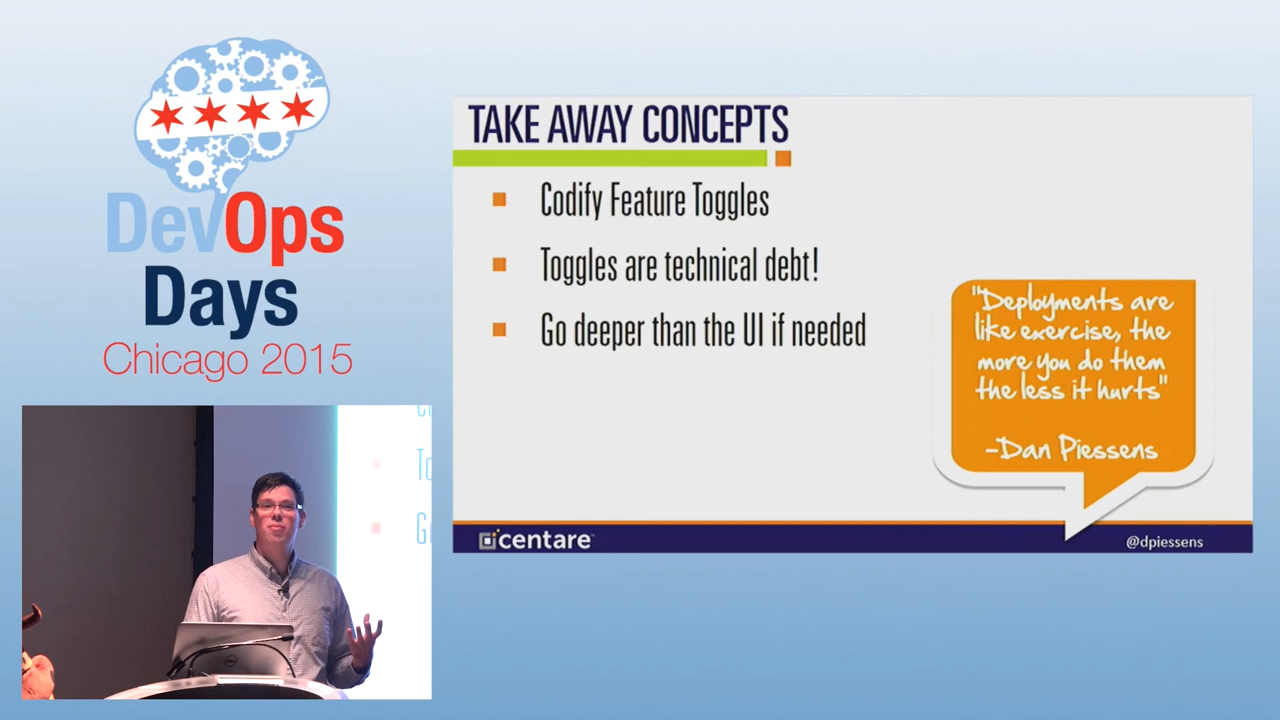 DevOps
Days
Chicago 2015
TAKE AWAY CONCEPTS
Codify Feature Toggles
Toggles are technical debt!
Go deeper than the UI if needed
"Deployments are
like exercise, the
more you do them
the less it hurts"
-Dan Piessens
centare
@dpiessens
To
G
DELL